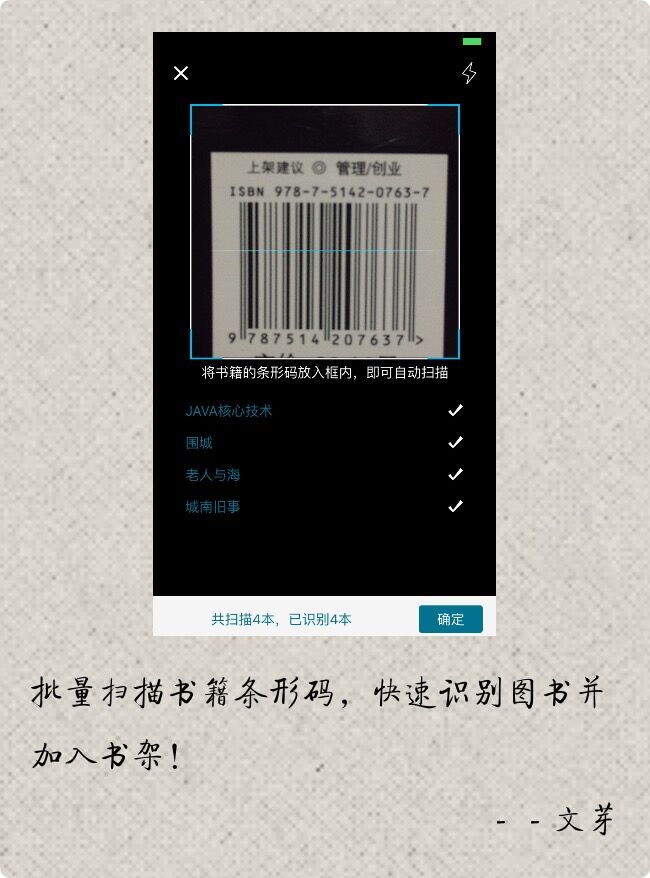 上架建议 ◎ 管理/创业
ISBN 978-7-5142-0763-7
9 787514 207637 >
将书籍的条形码放入框内，即可自动扫描
JAVA核心技术
围城
老人与海
城南旧事
共扫描4本，已识别4本
确定
批量扫描书籍条形码，快速识别图书并
加入书架！
- - 文芽